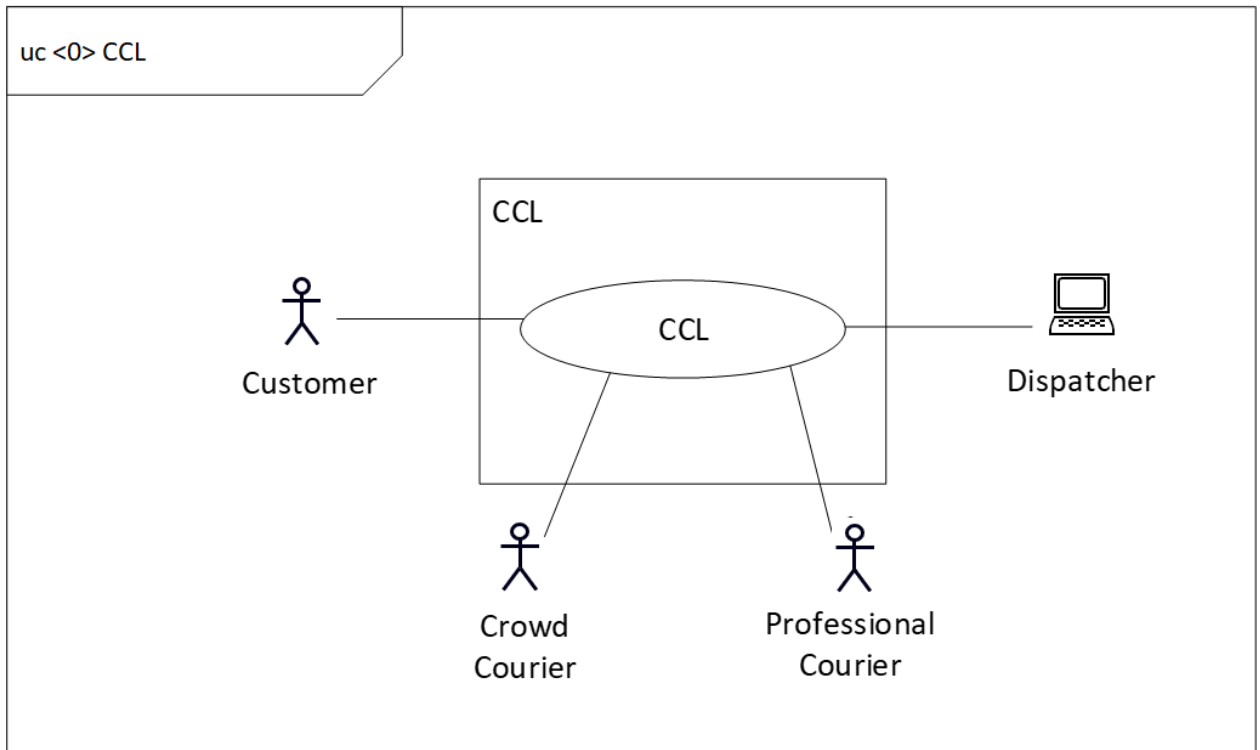 uc <0> CCL
CCL
CCL
Customer
Dispatcher
Crowd
Courier
Professional
Courier